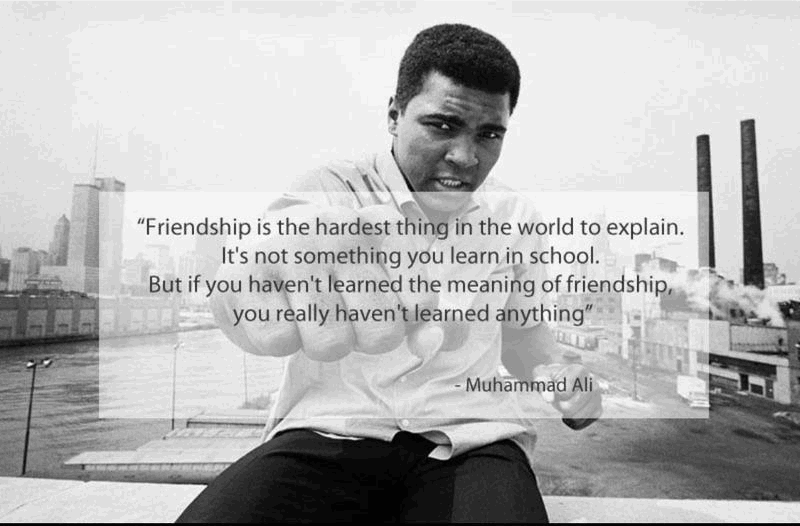 “Friendship is the hardest thing in the world to explain.
It's not something you learn in school.
But if you haven't learned the meaning of friendship,
you really haven't learned anything”
- Muhammad Ali